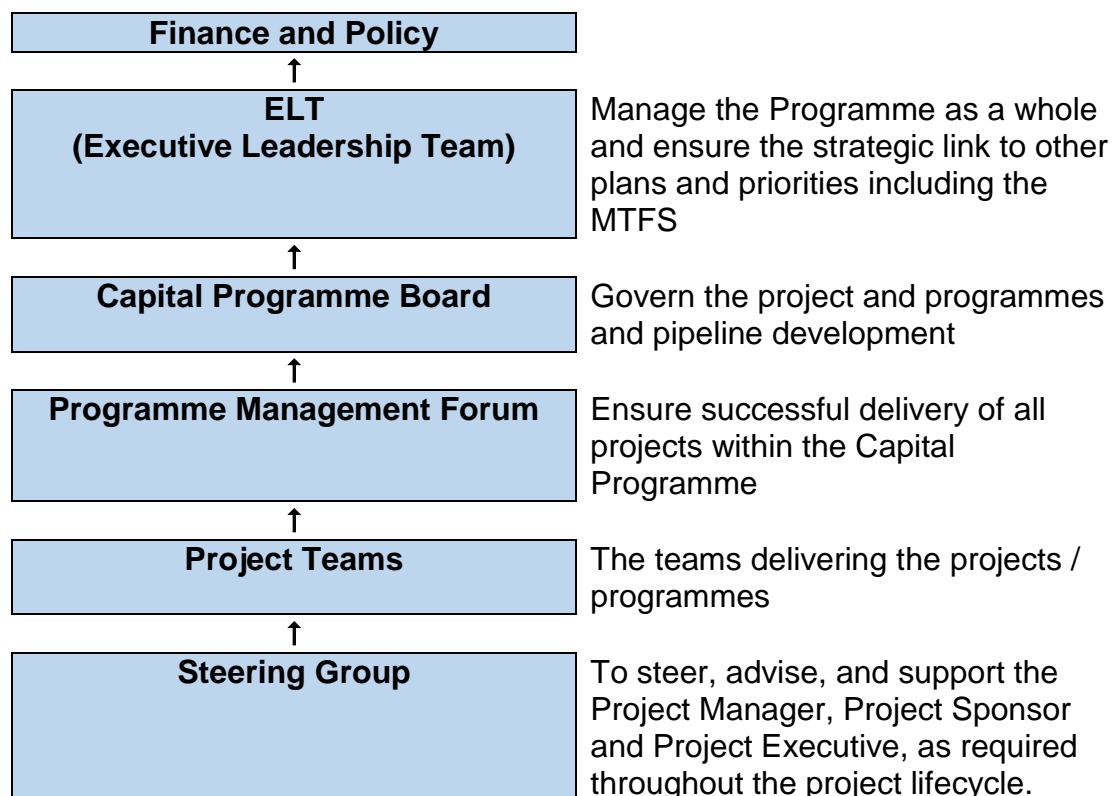 Finance and Policy
↑
ELT
(Executive Leadership Team)
Manage the Programme as a whole
and ensure the strategic link to other
plans and priorities including the
MTFS
↑
Capital Programme Board
Govern the project and programmes
and pipeline development
↑
Programme Management Forum
Ensure successful delivery of all
projects within the Capital
Programme
↑
Project Teams
The teams delivering the projects /
programmes
↑
Steering Group
To steer, advise, and support the
Project Manager, Project Sponsor
and Project Executive, as required
throughout the project lifecycle.